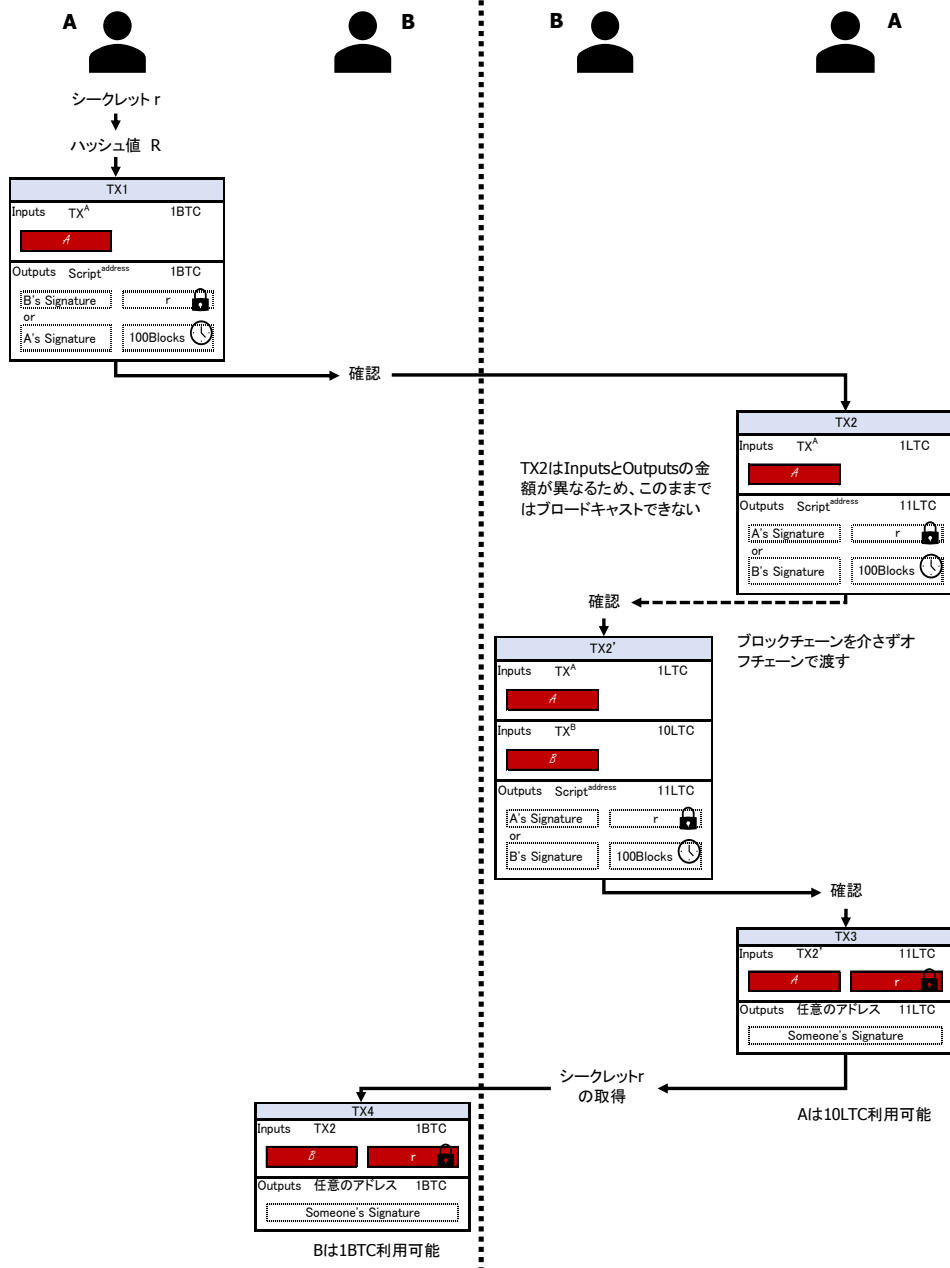 A
B
B
A
シークレット r
ハッシュ値 R
TX1
Inputs TX^A 1BTC
A
Outputs Script^address 1BTC
B's Signature r
or
A's Signature 100Blocks
確認
TX2
Inputs TX^A 1LTC
A
Outputs Script^address 11LTC
A's Signature r
or
B's Signature 100Blocks
TX2はInputsとOutputsの金
額が異なるため、このままで
はブロードキャストできない
確認
ブロックチェーンを介さずオ
フチェーンで渡す
TX2’
Inputs TX^A 1LTC
A
Inputs TX^B 10LTC
B
Outputs Script^address 11LTC
A's Signature r
or
B's Signature 100Blocks
確認
TX3
Inputs TX2’ 11LTC
A r
Outputs 任意のアドレス 11LTC
Someone's Signature
シークレットr
の取得
Aは10LTC利用可能
TX4
Inputs TX2 1BTC
B r
Outputs 任意のアドレス 1BTC
Someone's Signature
Bは1BTC利用可能